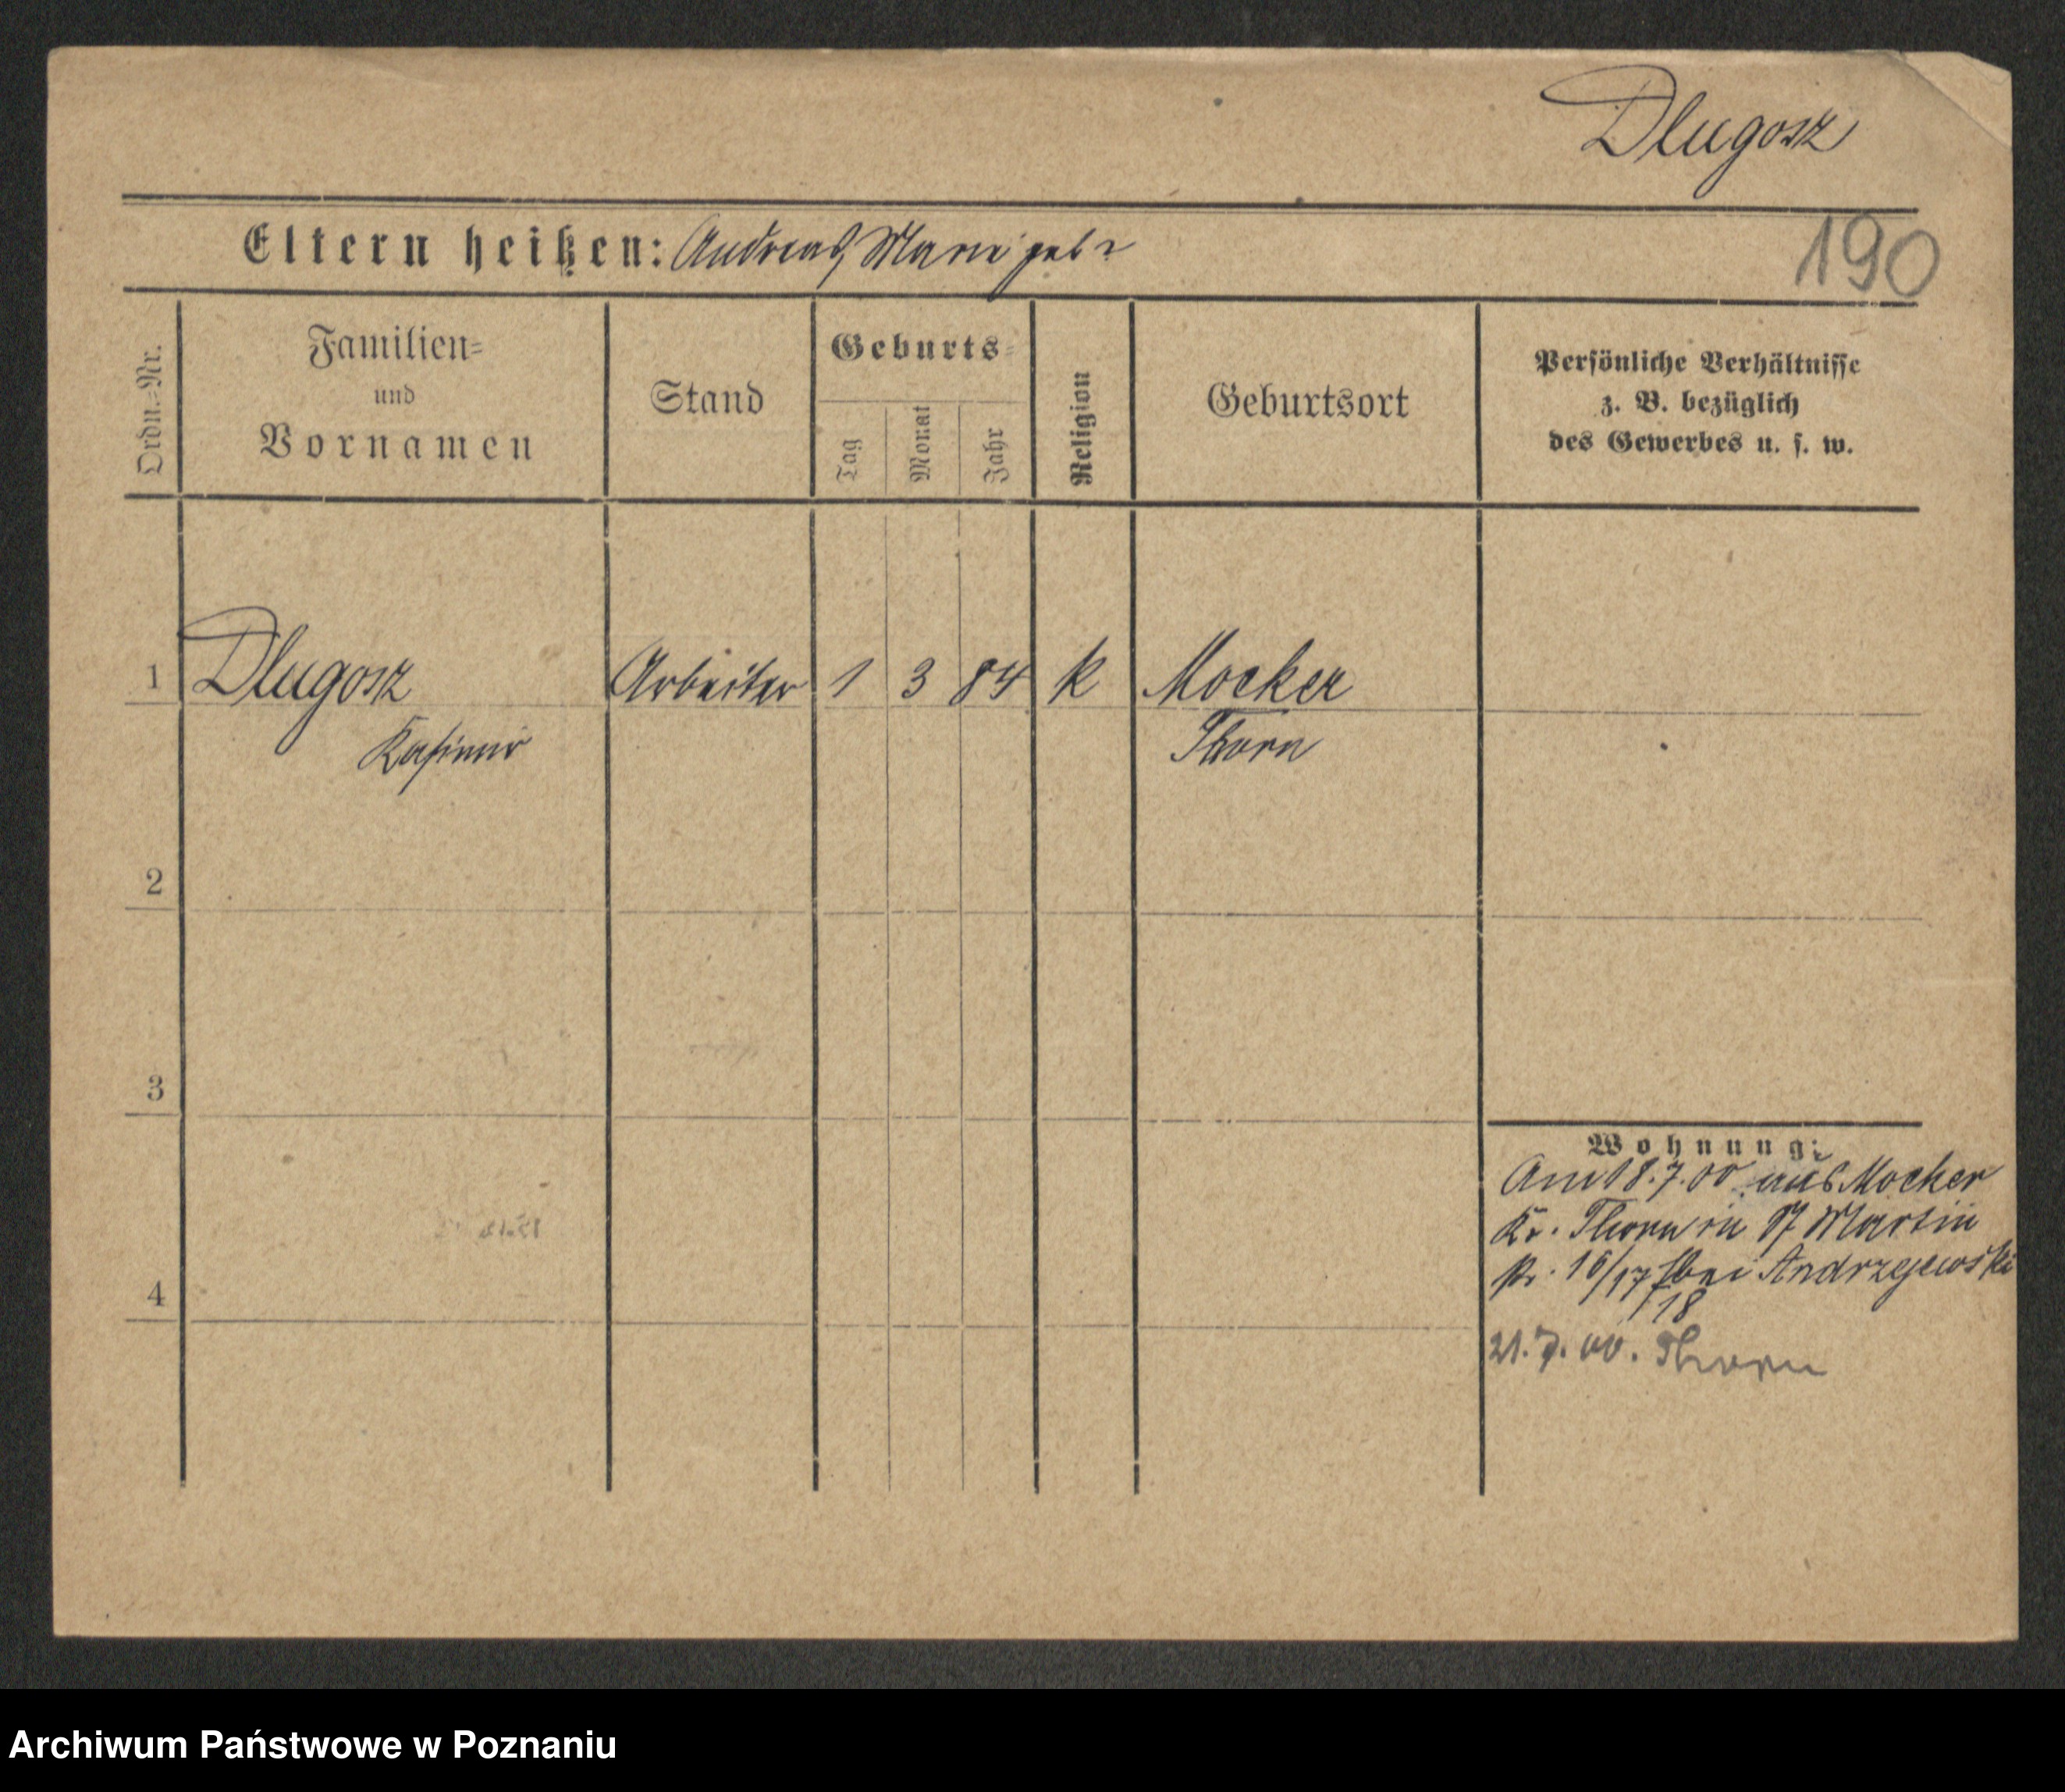 Dlugosz
Eltern heißen: Andreas, Marie geb ?
190
Ordn.-Nr.
Familien-
und
Vornamen
Stand
Geburts-
Tag
Monat
Jahr
Religion
Geburtsort
Persönliche Verhältnisse
z. B. bezüglich
des Gewerbes u. s. w.
1 Dlugosz Arbeiter 1 3 84 k Mocker
Kasimir Thorn
2
3
4
Wohnung:
Am 18.7.00 aus Mocker
Kr. Thorn in St Martin
16/17 bei Andrzejewski
18
21.7.00. Thorn
Archiwum Państwowe w Poznaniu